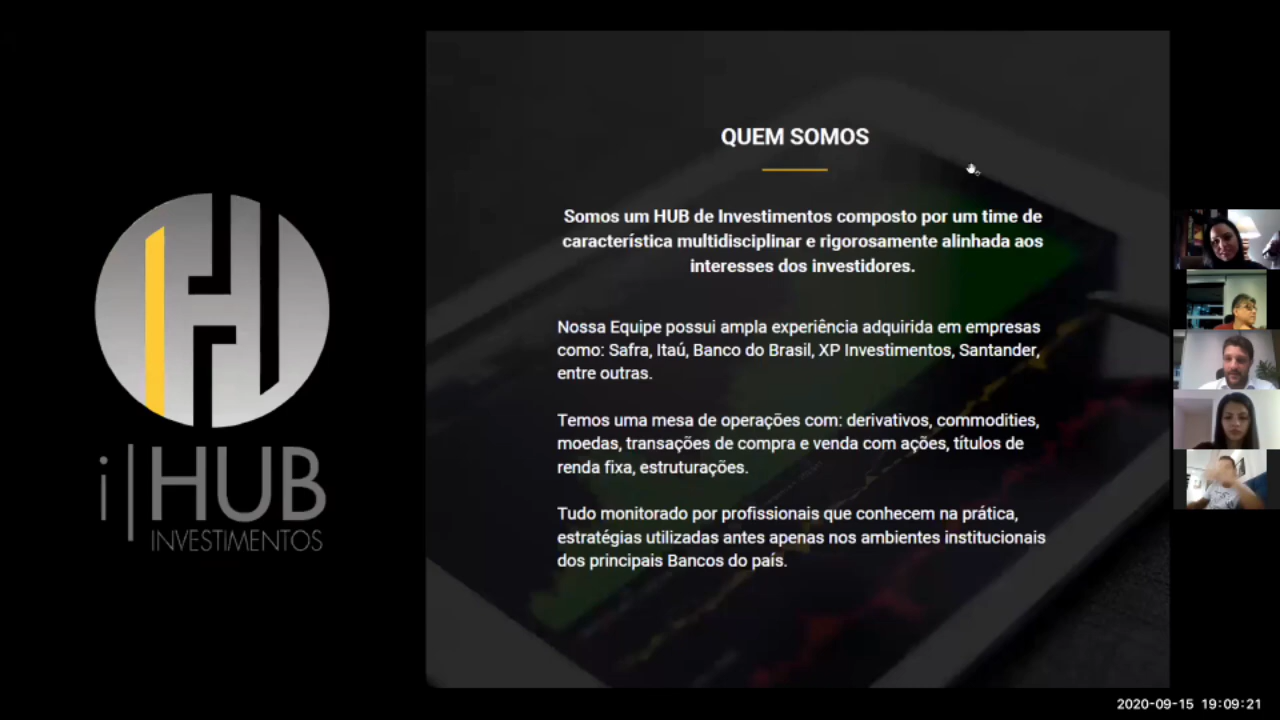 QUEM SOMOS
Somos um HUB de Investimentos composto por um time de
característica multidisciplinar e rigorosamente alinhada aos
interesses dos investidores.
Nossa Equipe possui ampla experiência adquirida em empresas
como: Safra, Itaú, Banco do Brasil, XP Investimentos, Santander,
entre outras.
Temos uma mesa de operações com: derivativos, commodities,
moedas, transações de compra e venda com ações, títulos de
renda fixa, estruturações.
Tudo monitorado por profissionais que conhecem na prática,
estratégias utilizadas antes apenas nos ambientes institucionais
dos principais Bancos do país.
i|HUB
INVESTIMENTOS
2020-09-15 19:09:21